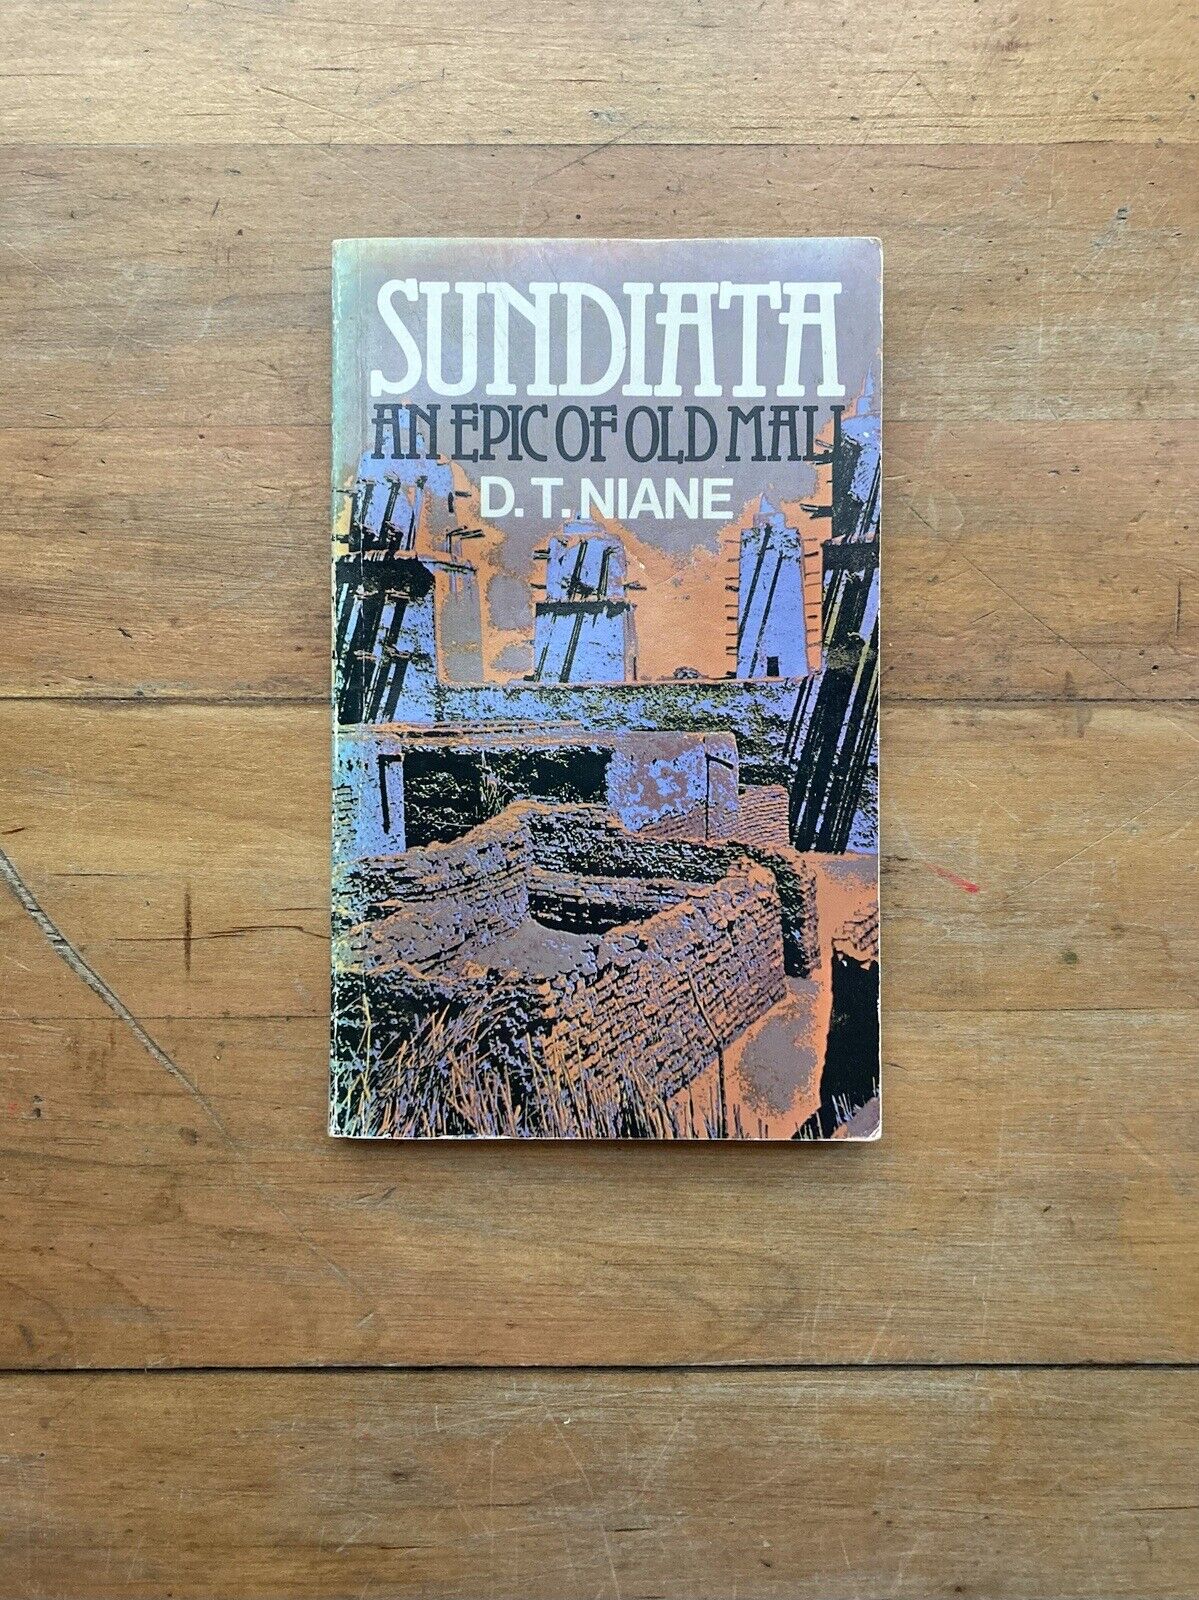 SUNDIATA
AN EPIC OF OLD MALI
D.T. NIANE